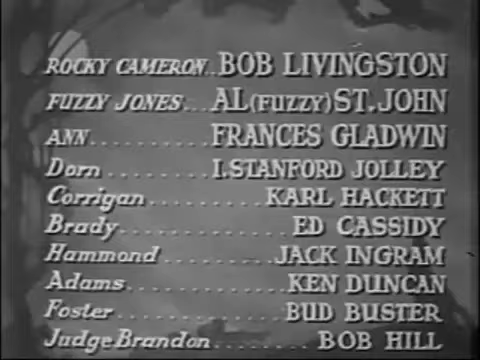 ROCKY CAMERON..BOB LIVINGSTON
FUZZY JONES...AL (FUZZY) ST. JOHN
ANN..........FRANCES GLADWIN
Dorn..........I. STANFORD JOLLEY
Corrigan..........KARL HACKETT
Brady.............ED CASSIDY
Hammond.........JACK INGRAM
Adams............KEN DUNCAN
Foster............BUD BUSTER
Judge Brandon........BOB HILL